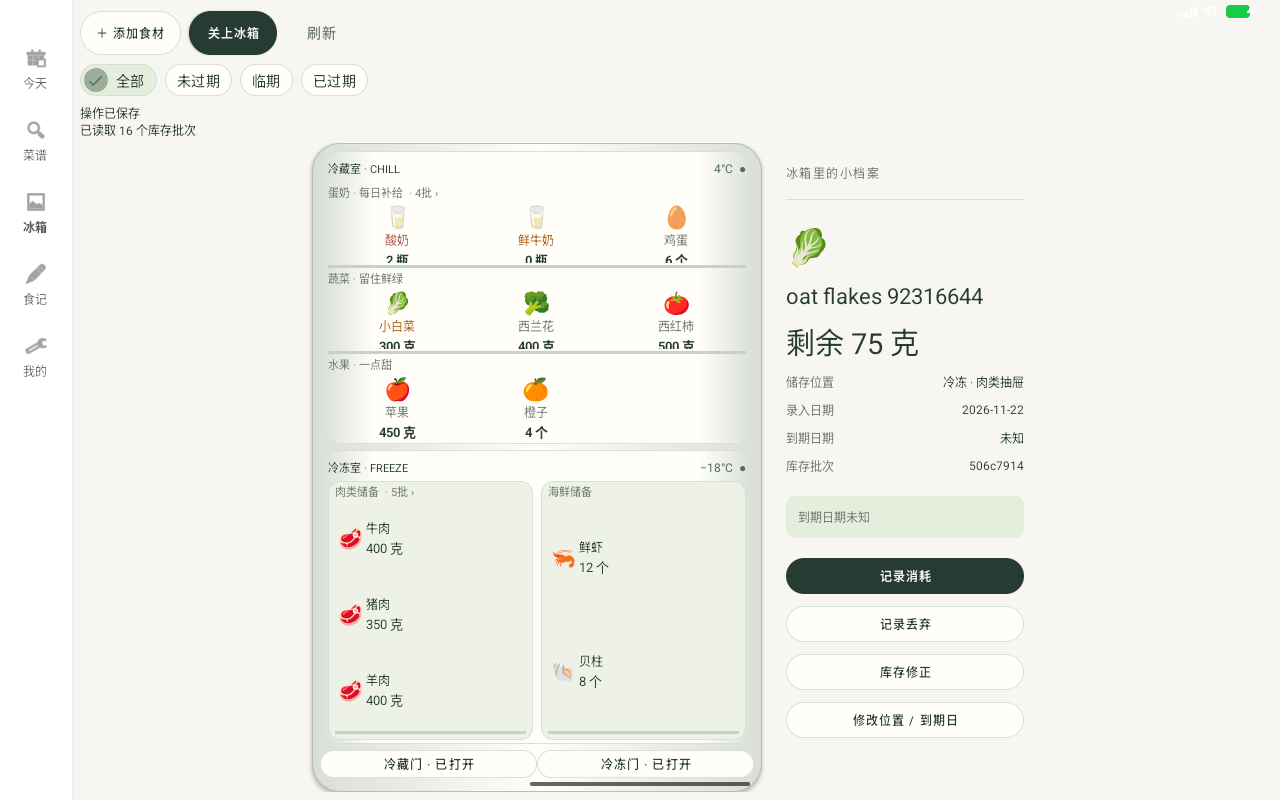 今天
菜谱
冰箱
食记
我的
+ 添加食材
关上冰箱
刷新
全部
未过期
临期
已过期
操作已保存
已读取 16 个库存批次
冷藏室 · CHILL
4°C
蛋奶 · 每日补给 · 4批 ›
酸奶
鲜牛奶
鸡蛋
2 瓶
0 瓶
6 个
蔬菜 · 留住鲜绿
小白菜
西兰花
西红柿
300 克
400 克
500 克
水果 · 一点甜
苹果
橙子
450 克
4 个
冷冻室 · FREEZE
−18°C
肉类储备 · 5批 ›
牛肉
400 克
猪肉
350 克
羊肉
400 克
海鲜储备
鲜虾
12 个
贝柱
8 个
冷藏门 · 已打开
冷冻门 · 已打开
冰箱里的小档案
oat flakes 92316644
剩余 75 克
储存位置 冷冻 · 肉类抽屉
录入日期 2026-11-22
到期日期 未知
库存批次 506c7914
到期日期未知
记录消耗
记录丢弃
库存修正
修改位置 / 到期日